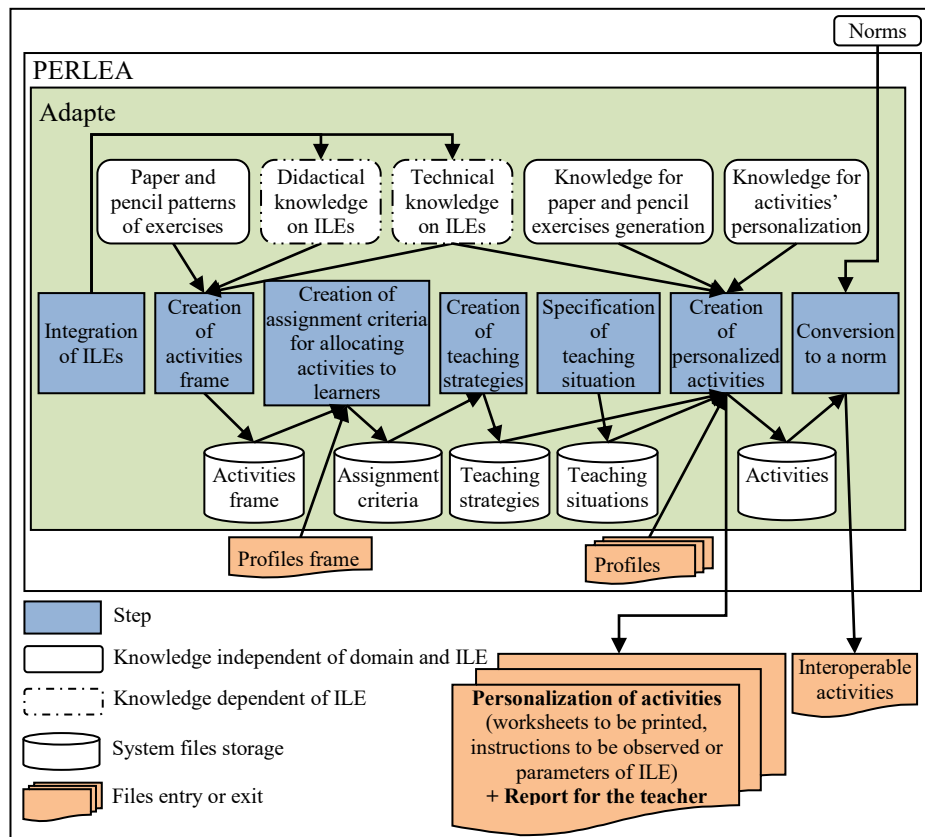 Norms
PERLEA
Adapte
Paper and
pencil patterns
of exercises
Didactical
knowledge
on ILEs
Technical
knowledge
on ILEs
Knowledge for
paper and pencil
exercises generation
Knowledge for
activities’
personalization
Integration
of ILEs
Creation
of
activities
frame
Creation of
assignment criteria
for allocating
activities to
learners
Creation
of
teaching
strategies
Specification
of
teaching
situation
Creation
of
personalized
activities
Conversion
to a norm
Activities
frame
Assignment
criteria
Teaching
strategies
Teaching
situations
Activities
Profiles frame
Profiles
Step
Knowledge independent of domain and ILE
Knowledge dependent of ILE
System files storage
Files entry or exit
Personalization of activities
(worksheets to be printed,
instructions to be observed or
parameters of ILE)
+ Report for the teacher
Interoperable
activities